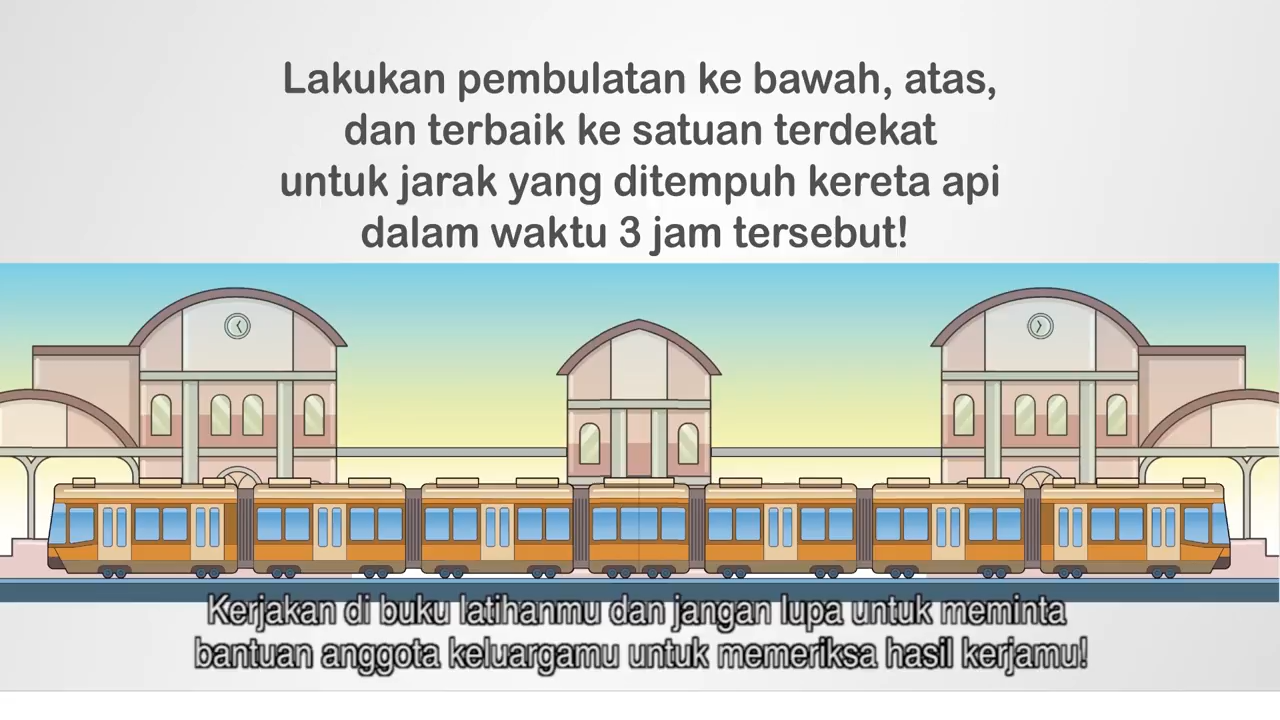 Lakukan pembulatan ke bawah, atas,
dan terbaik ke satuan terdekat
untuk jarak yang ditempuh kereta api
dalam waktu 3 jam tersebut!
Kerjakan di buku latihanmu dan jangan lupa untuk meminta
bantuan anggota keluargamu untuk memeriksa hasil kerjamu!